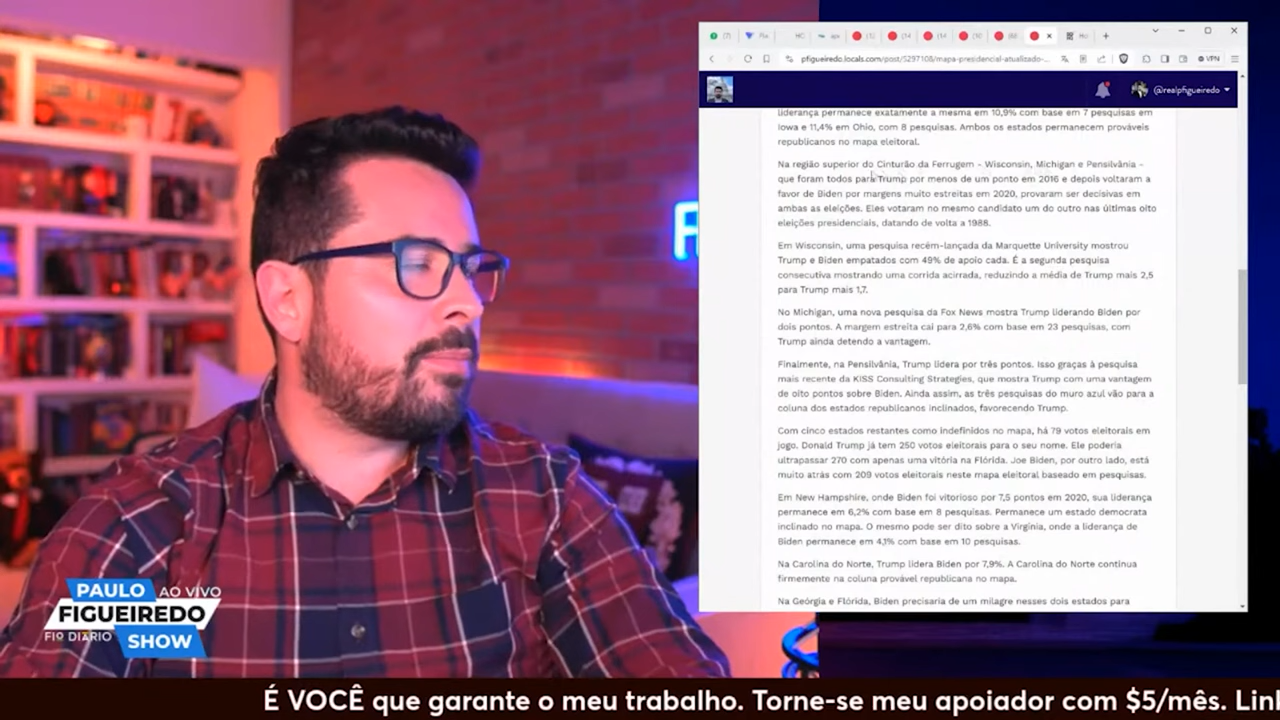 pfigueiredo.locals.com/post/5297108/mapa-presidencial-atualizado-...
VPN
@realpfigueiredo
liderança permanece exatamente a mesma em 10,9% com base em 7 pesquisas em
Iowa e 11,4% em Ohio, com 8 pesquisas. Ambos os estados permanecem prováveis
republicanos no mapa eleitoral.
Na região superior do Cinturão da Ferrugem - Wisconsin, Michigan e Pensilvânia -
que foram todos para Trump por menos de um ponto em 2016 e depois voltaram a
favor de Biden por margens muito estreitas em 2020, provaram ser decisivas em
ambas as eleições. Eles votaram no mesmo candidato um do outro nas últimas oito
eleições presidenciais, datando de volta a 1988.
Em Wisconsin, uma pesquisa recém-lançada da Marquette University mostrou
Trump e Biden empatados com 49% de apoio cada. É a segunda pesquisa
consecutiva mostrando uma corrida acirrada, reduzindo a média de Trump mais 2,5
para Trump mais 1,7.
No Michigan, uma nova pesquisa da Fox News mostra Trump liderando Biden por
dois pontos. A margem estreita cai para 2,6% com base em 23 pesquisas, com
Trump ainda detendo a vantagem.
Finalmente, na Pensilvânia, Trump lidera por três pontos. Isso graças à pesquisa
mais recente da KISS Consulting Strategies, que mostra Trump com uma vantagem
de oito pontos sobre Biden. Ainda assim, as três pesquisas do muro azul vão para a
coluna dos estados republicanos inclinados, favorecendo Trump.
Com cinco estados restantes como indefinidos no mapa, há 79 votos eleitorais em
jogo. Donald Trump já tem 250 votos eleitorais para o seu nome. Ele poderia
ultrapassar 270 com apenas uma vitória na Flórida. Joe Biden, por outro lado, está
muito atrás com 209 votos eleitorais neste mapa eleitoral baseado em pesquisas.
Em New Hampshire, onde Biden foi vitorioso por 7,5 pontos em 2020, sua liderança
permanece em 6,2% com base em 8 pesquisas. Permanece um estado democrata
inclinado no mapa. O mesmo pode ser dito sobre a Virgínia, onde a liderança de
Biden permanece em 4,1% com base em 10 pesquisas.
Na Carolina do Norte, Trump lidera Biden por 7,9%. A Carolina do Norte continua
firmemente na coluna provável republicana no mapa.
Na Geórgia e Flórida, Biden precisaria de um milagre nesses dois estados para
PAULO AO VIVO
FIGUEIREDO
FIO DIÁRIO SHOW
É VOCÊ que garante o meu trabalho. Torne-se meu apoiador com $5/mês. Lin